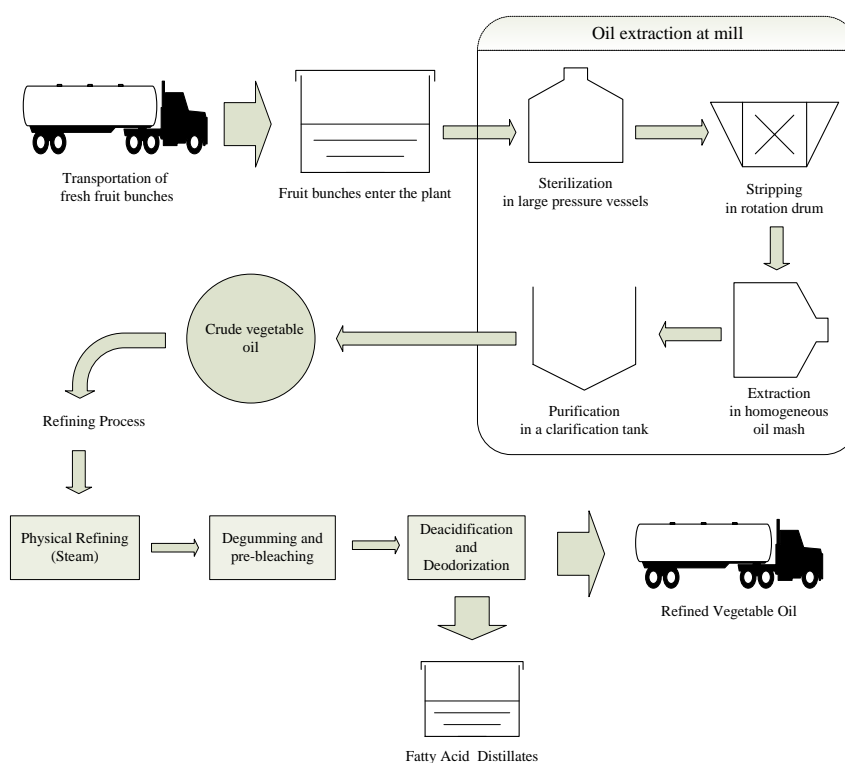 Oil extraction at mill
Transportation of
fresh fruit bunches
Fruit bunches enter the plant
Sterilization
in large pressure vessels
Stripping
in rotation drum
Extraction
in homogeneous
oil mash
Purification
in a clarification tank
Crude vegetable
oil
Refining Process
Physical Refining
(Steam)
Degumming and
pre-bleaching
Deacidification
and
Deodorization
Refined Vegetable Oil
Fatty Acid Distillates